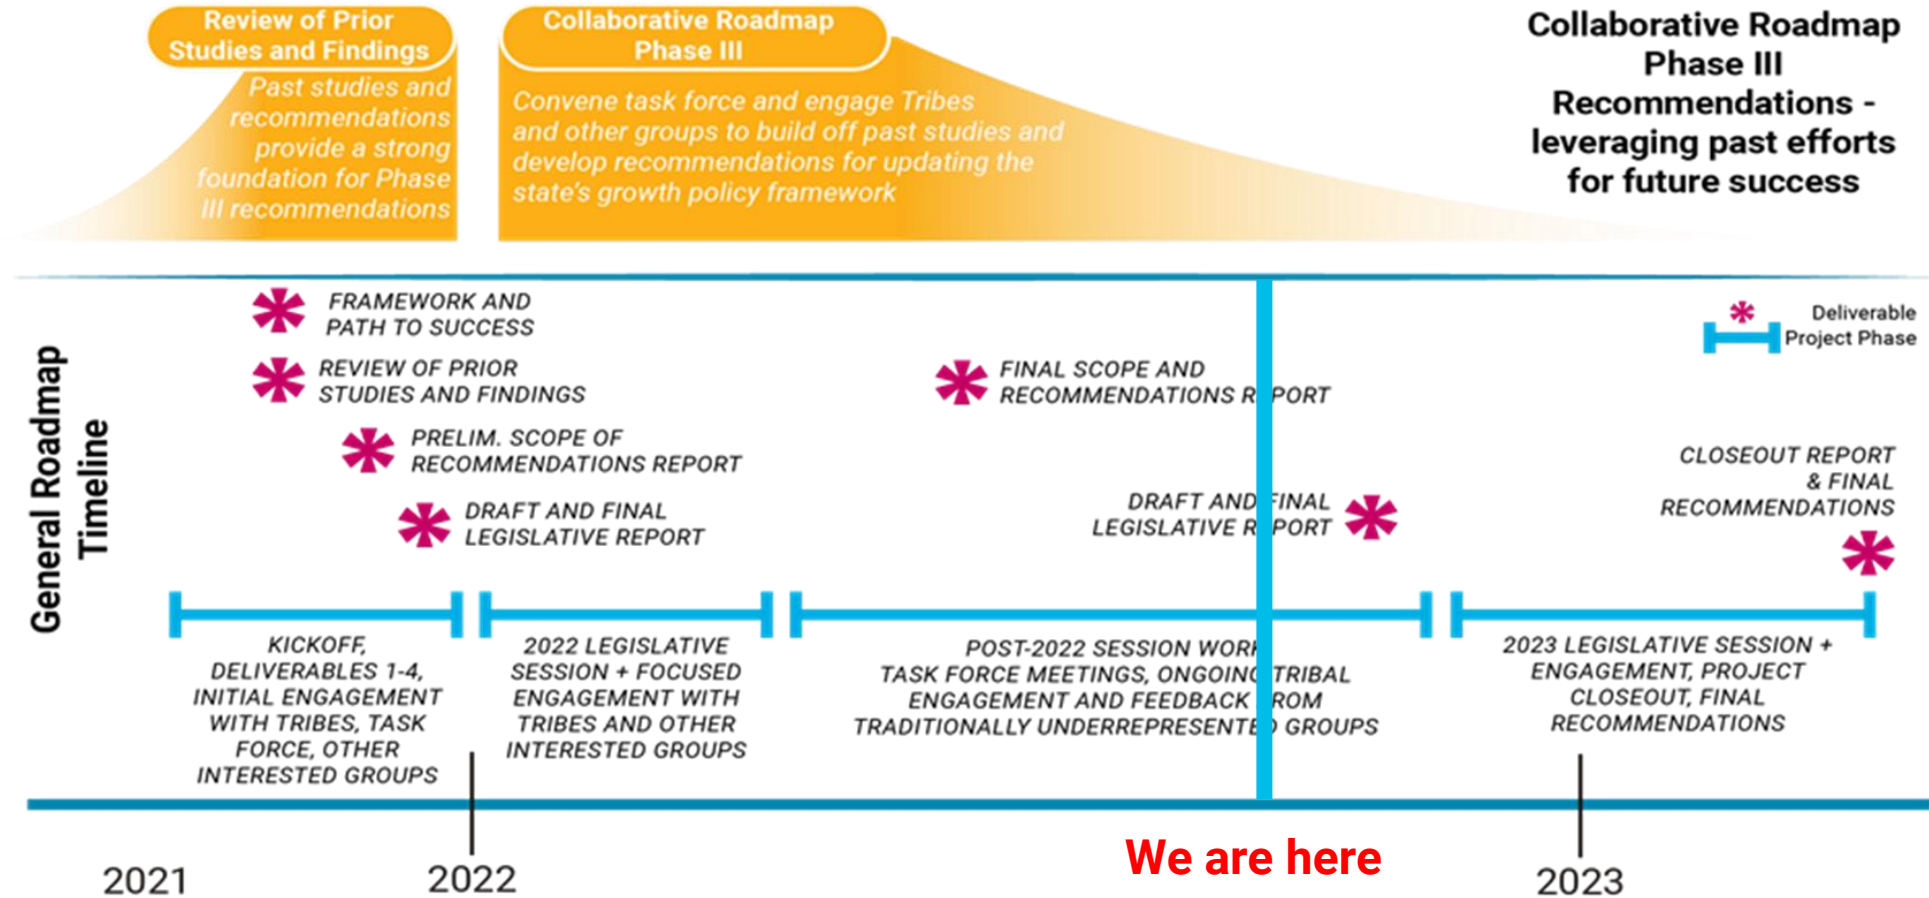 Review of Prior
Studies and Findings
Past studies and
recommendations
provide a strong
foundation for Phase
III recommendations
Collaborative Roadmap
Phase III
Convene task force and engage Tribes
and other groups to build off past studies and
develop recommendations for updating the
state's growth policy framework
Collaborative Roadmap
Phase III
Recommendations -
leveraging past efforts
for future success
General Roadmap
Timeline
FRAMEWORK AND
PATH TO SUCCESS
REVIEW OF PRIOR
STUDIES AND FINDINGS
PRELIM. SCOPE OF
RECOMMENDATIONS REPORT
DRAFT AND FINAL
LEGISLATIVE REPORT
FINAL SCOPE AND
RECOMMENDATIONS REPORT
DRAFT AND FINAL
LEGISLATIVE REPORT
Deliverable
Project Phase
CLOSEOUT REPORT
& FINAL
RECOMMENDATIONS
KICKOFF,
DELIVERABLES 1-4,
INITIAL ENGAGEMENT
WITH TRIBES, TASK
FORCE, OTHER
INTERESTED GROUPS
2022 LEGISLATIVE
SESSION + FOCUSED
ENGAGEMENT WITH
TRIBES AND OTHER
INTERESTED GROUPS
POST-2022 SESSION WORK
TASK FORCE MEETINGS, ONGOING TRIBAL
ENGAGEMENT AND FEEDBACK FROM
TRADITIONALLY UNDERREPRESENTED GROUPS
2023 LEGISLATIVE SESSION +
ENGAGEMENT, PROJECT
CLOSEOUT, FINAL
RECOMMENDATIONS
We are here
2021
2022
2023